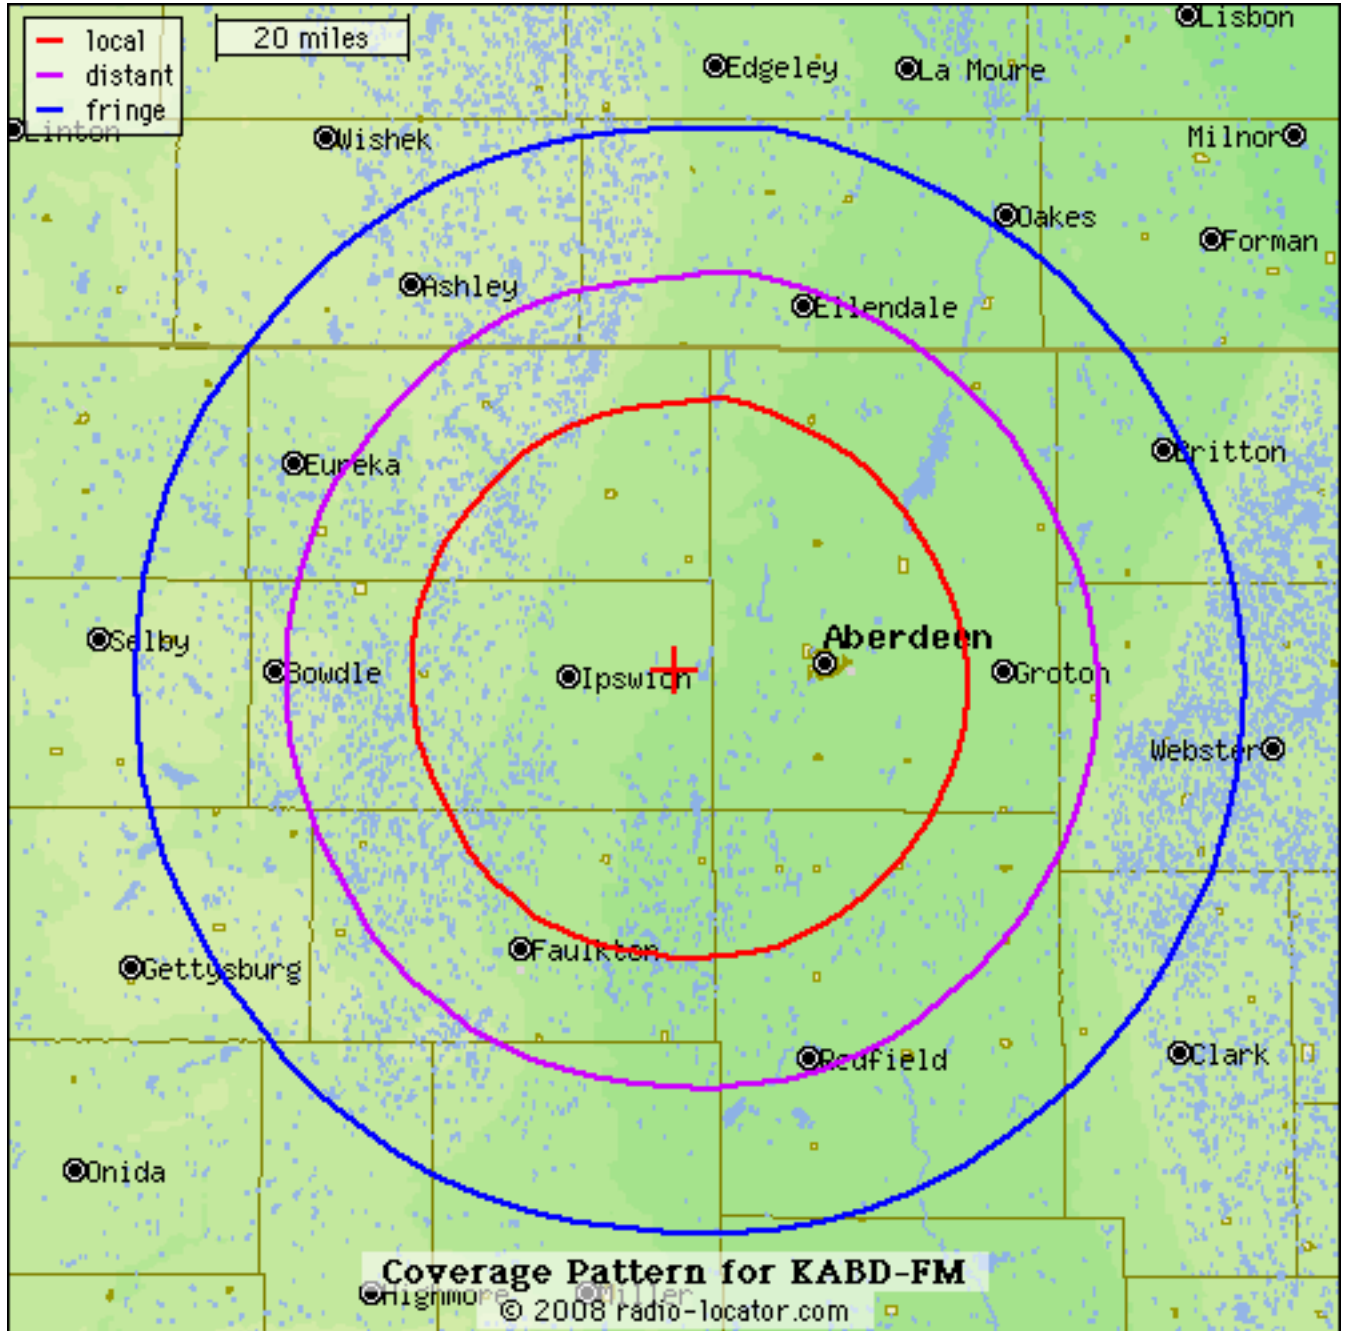 Lisbon
local
20 miles
distant
Edgeley
La Moure
fringe
Linton
Wishek
Milnor
Oakes
Forman
Ashley
Ellendale
Britton
Eureka
Aberdeen
Selby
Bowdle
Ipswich
Groton
Webster
Faulkton
Gettysburg
Redfield
Clark
Onida
Coverage Pattern for KABD-FM
Highmore
Miller
© 2008 radio-locator.com